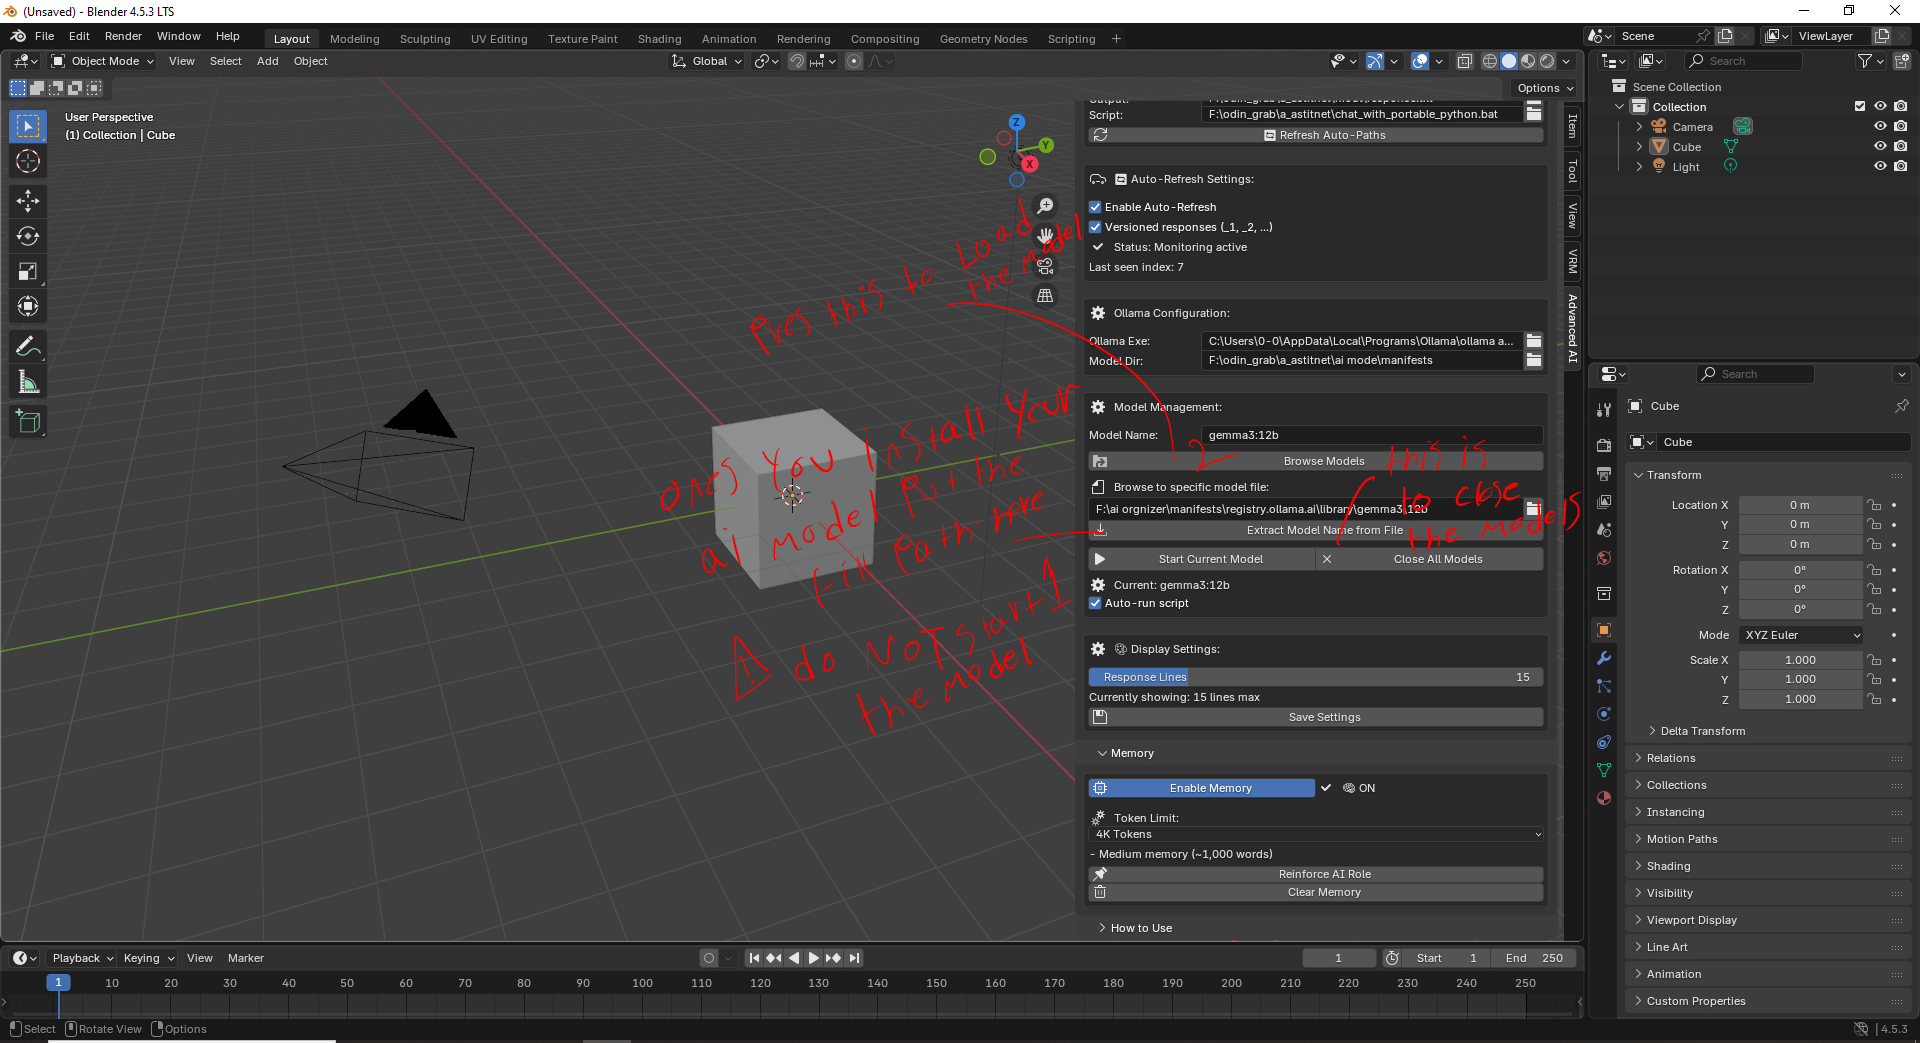 (Unsaved) - Blender 4.5.3 LTS
File Edit Render Window Help
Layout Modeling Sculpting UV Editing Texture Paint Shading Animation Rendering Compositing Geometry Nodes Scripting +
Scene ViewLayer
Object Mode View Select Add Object
Global
Search
Options
User Perspective
(1) Collection | Cube
Z
Y
X
Script: F:\odin_grab\a_astitnet\chat_with_portable_python.bat
Refresh Auto-Paths
Auto-Refresh Settings:
Enable Auto-Refresh
Versioned responses (_1, _2, ...)
Status: Monitoring active
Last seen index: 7
Ollama Configuration:
Ollama Exe: C:\Users\0-0\AppData\Local\Programs\Ollama\ollama a...
Model Dir: F:\odin_grab\a_astitnet\ai mode\manifests
Model Management:
Model Name: gemma3:12b
Browse Models
Browse to specific model file:
F:\ai orgnizer\manifests\registry.ollama.ai\library\gemma3\12b
Extract Model Name from File
Start Current Model
Close All Models
Current: gemma3:12b
Auto-run script
Display Settings:
Response Lines 15
Currently showing: 15 lines max
Save Settings
Memory
Enable Memory
ON
Token Limit:
4K Tokens
- Medium memory (~1,000 words)
Reinforce AI Role
Clear Memory
How to Use
Item
Tool
View
VRM
Advanced AI
Pres this to Load
the model
2
ones you install your
ai model put the
fill path here
1
do NOT start
the model
this is
to close
the models
Scene Collection
Collection
Camera
Cube
Light
Search
Cube
Cube
Transform
Location X 0 m
Y 0 m
Z 0 m
Rotation X 0°
Y 0°
Z 0°
Mode XYZ Euler
Scale X 1.000
Y 1.000
Z 1.000
Delta Transform
Relations
Collections
Instancing
Motion Paths
Shading
Visibility
Viewport Display
Line Art
Animation
Custom Properties
Playback Keying View Marker
1 Start 1 End 250
1 10 20 30 40 50 60 70 80 90 100 110 120 130 140 150 160 170 180 190 200 210 220 230 240 250
Select Rotate View Options
4.5.3